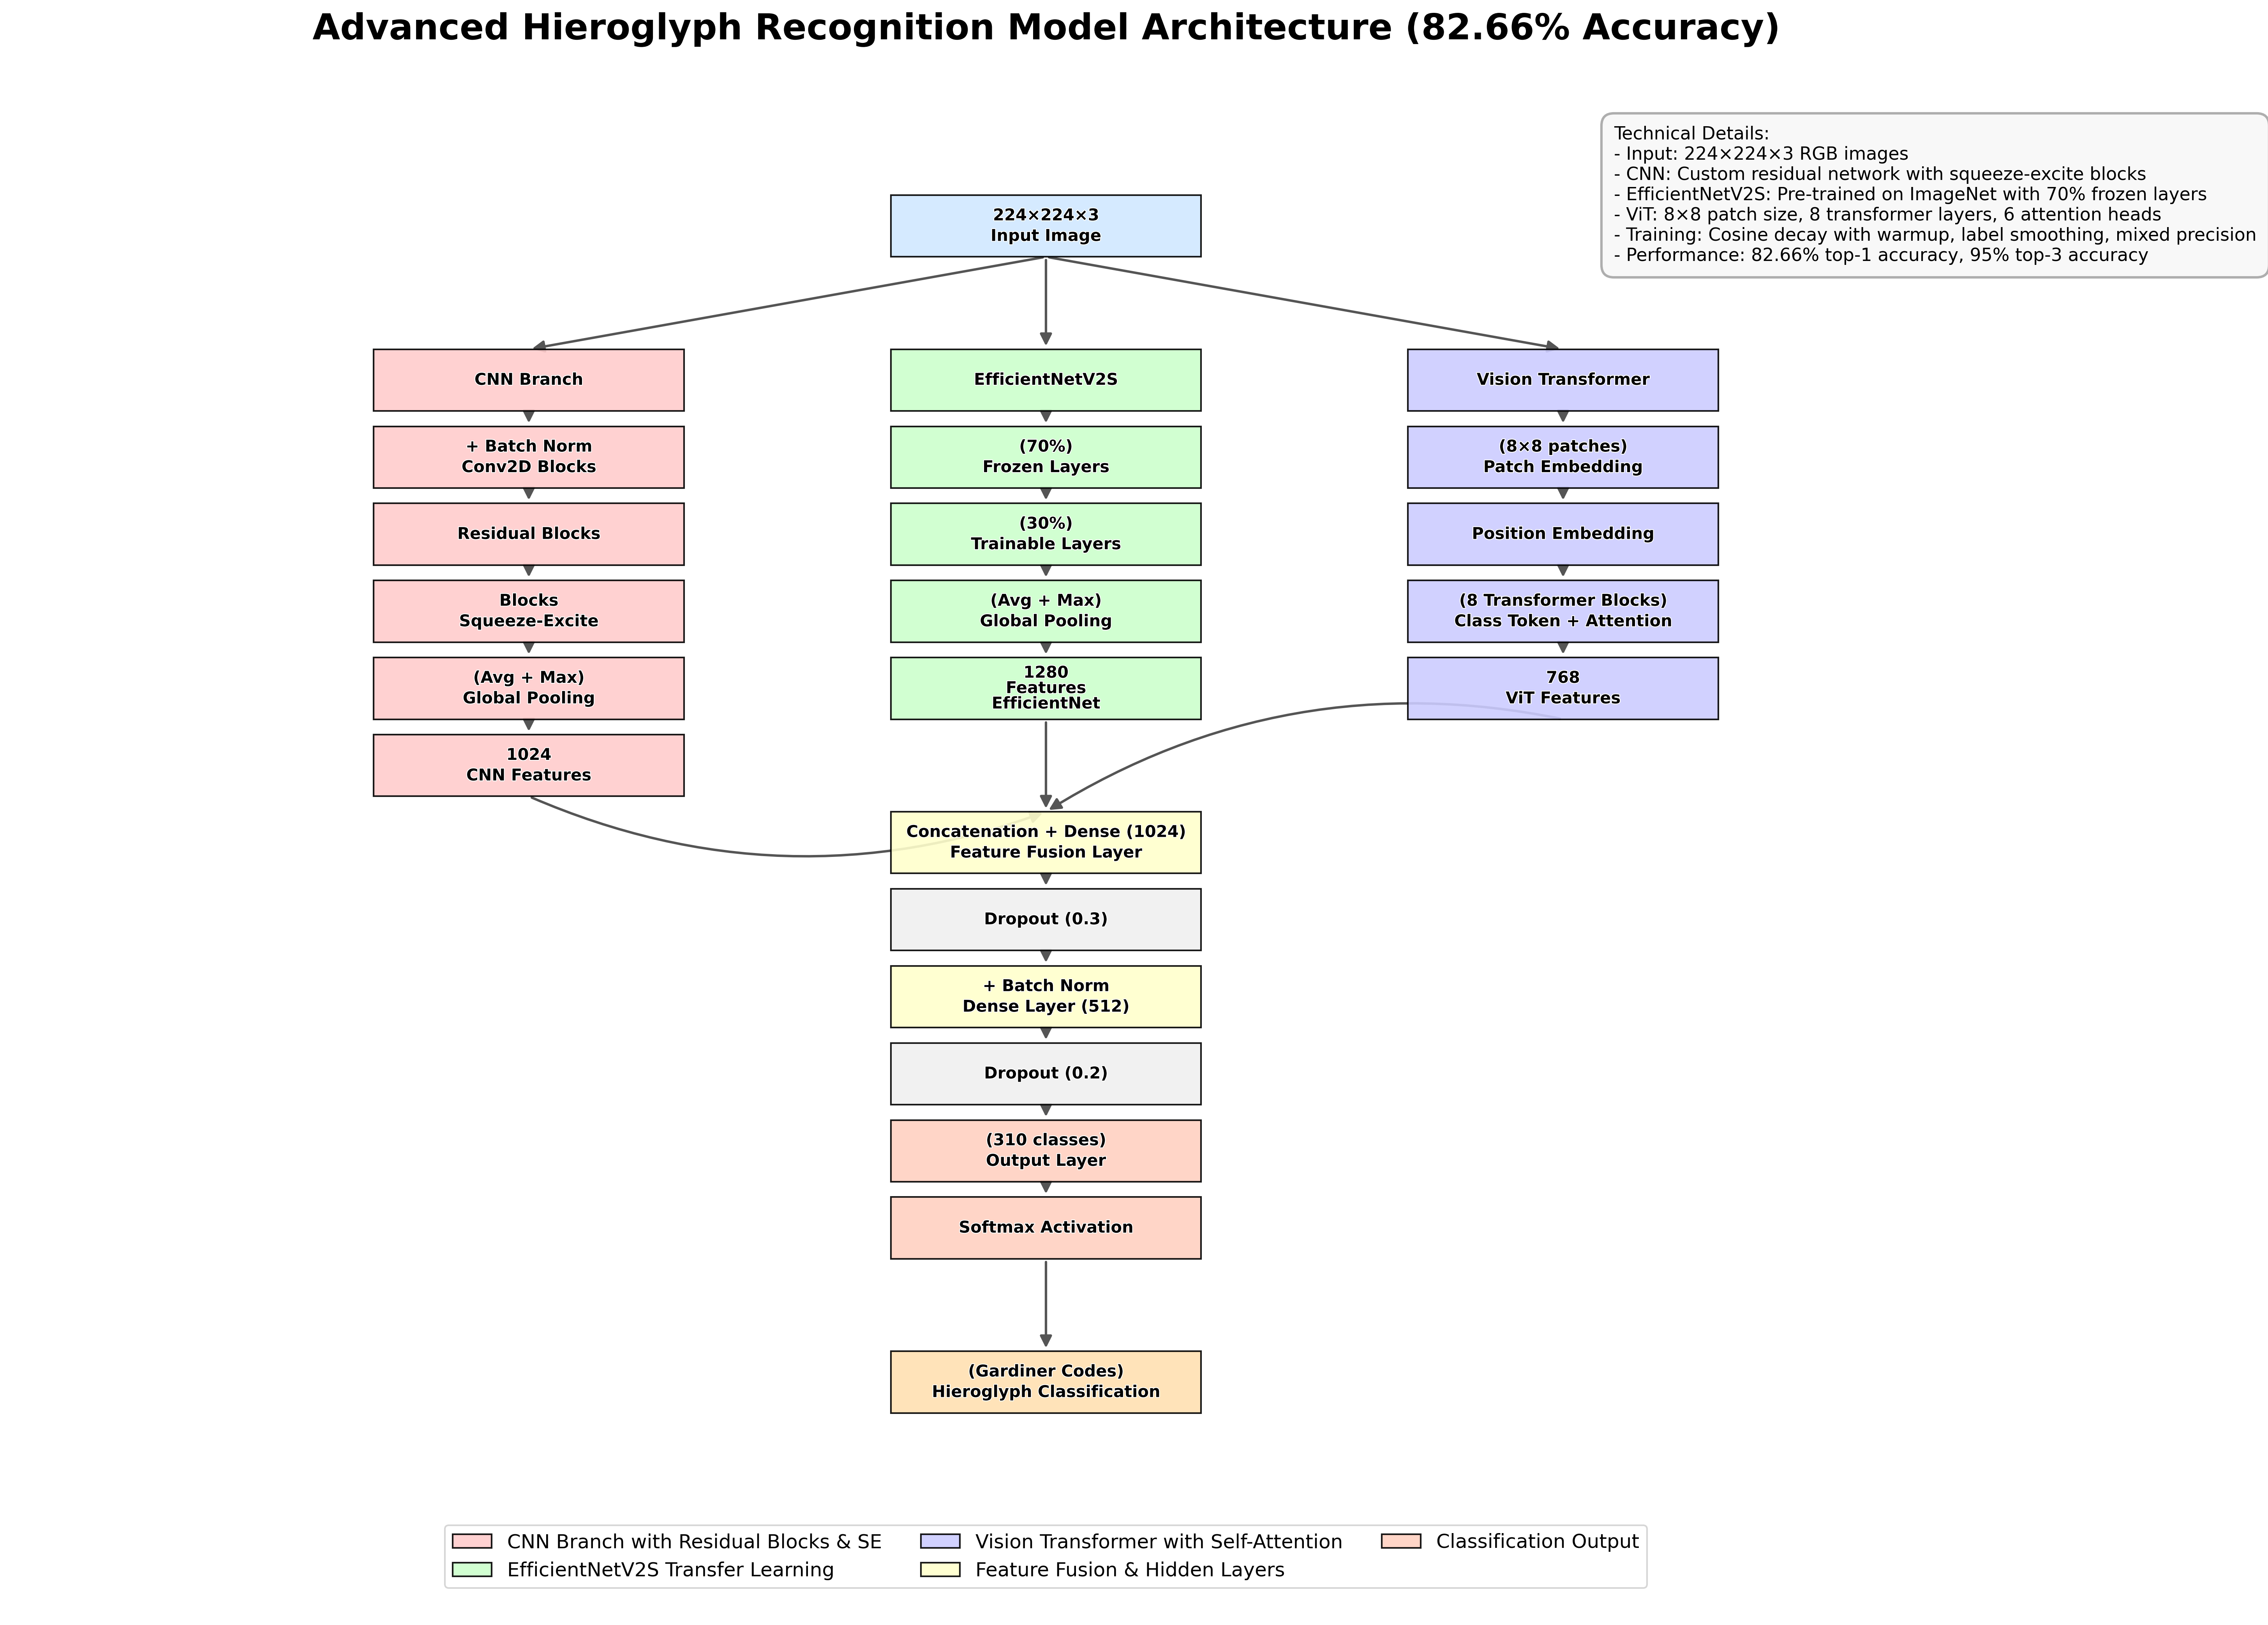 Advanced Hieroglyph Recognition Model Architecture (82.66% Accuracy)
Technical Details:
- Input: 224×224×3 RGB images
- CNN: Custom residual network with squeeze-excite blocks
- EfficientNetV2S: Pre-trained on ImageNet with 70% frozen layers
- ViT: 8×8 patch size, 8 transformer layers, 6 attention heads
- Training: Cosine decay with warmup, label smoothing, mixed precision
- Performance: 82.66% top-1 accuracy, 95% top-3 accuracy
224×224×3
Input Image
CNN Branch
+ Batch Norm
Conv2D Blocks
Residual Blocks
Blocks
Squeeze-Excite
(Avg + Max)
Global Pooling
1024
CNN Features
EfficientNetV2S
(70%)
Frozen Layers
(30%)
Trainable Layers
(Avg + Max)
Global Pooling
1280
Features
EfficientNet
Vision Transformer
(8×8 patches)
Patch Embedding
Position Embedding
(8 Transformer Blocks)
Class Token + Attention
768
ViT Features
Concatenation + Dense (1024)
Feature Fusion Layer
Dropout (0.3)
+ Batch Norm
Dense Layer (512)
Dropout (0.2)
(310 classes)
Output Layer
Softmax Activation
(Gardiner Codes)
Hieroglyph Classification
CNN Branch with Residual Blocks & SE
EfficientNetV2S Transfer Learning
Vision Transformer with Self-Attention
Feature Fusion & Hidden Layers
Classification Output